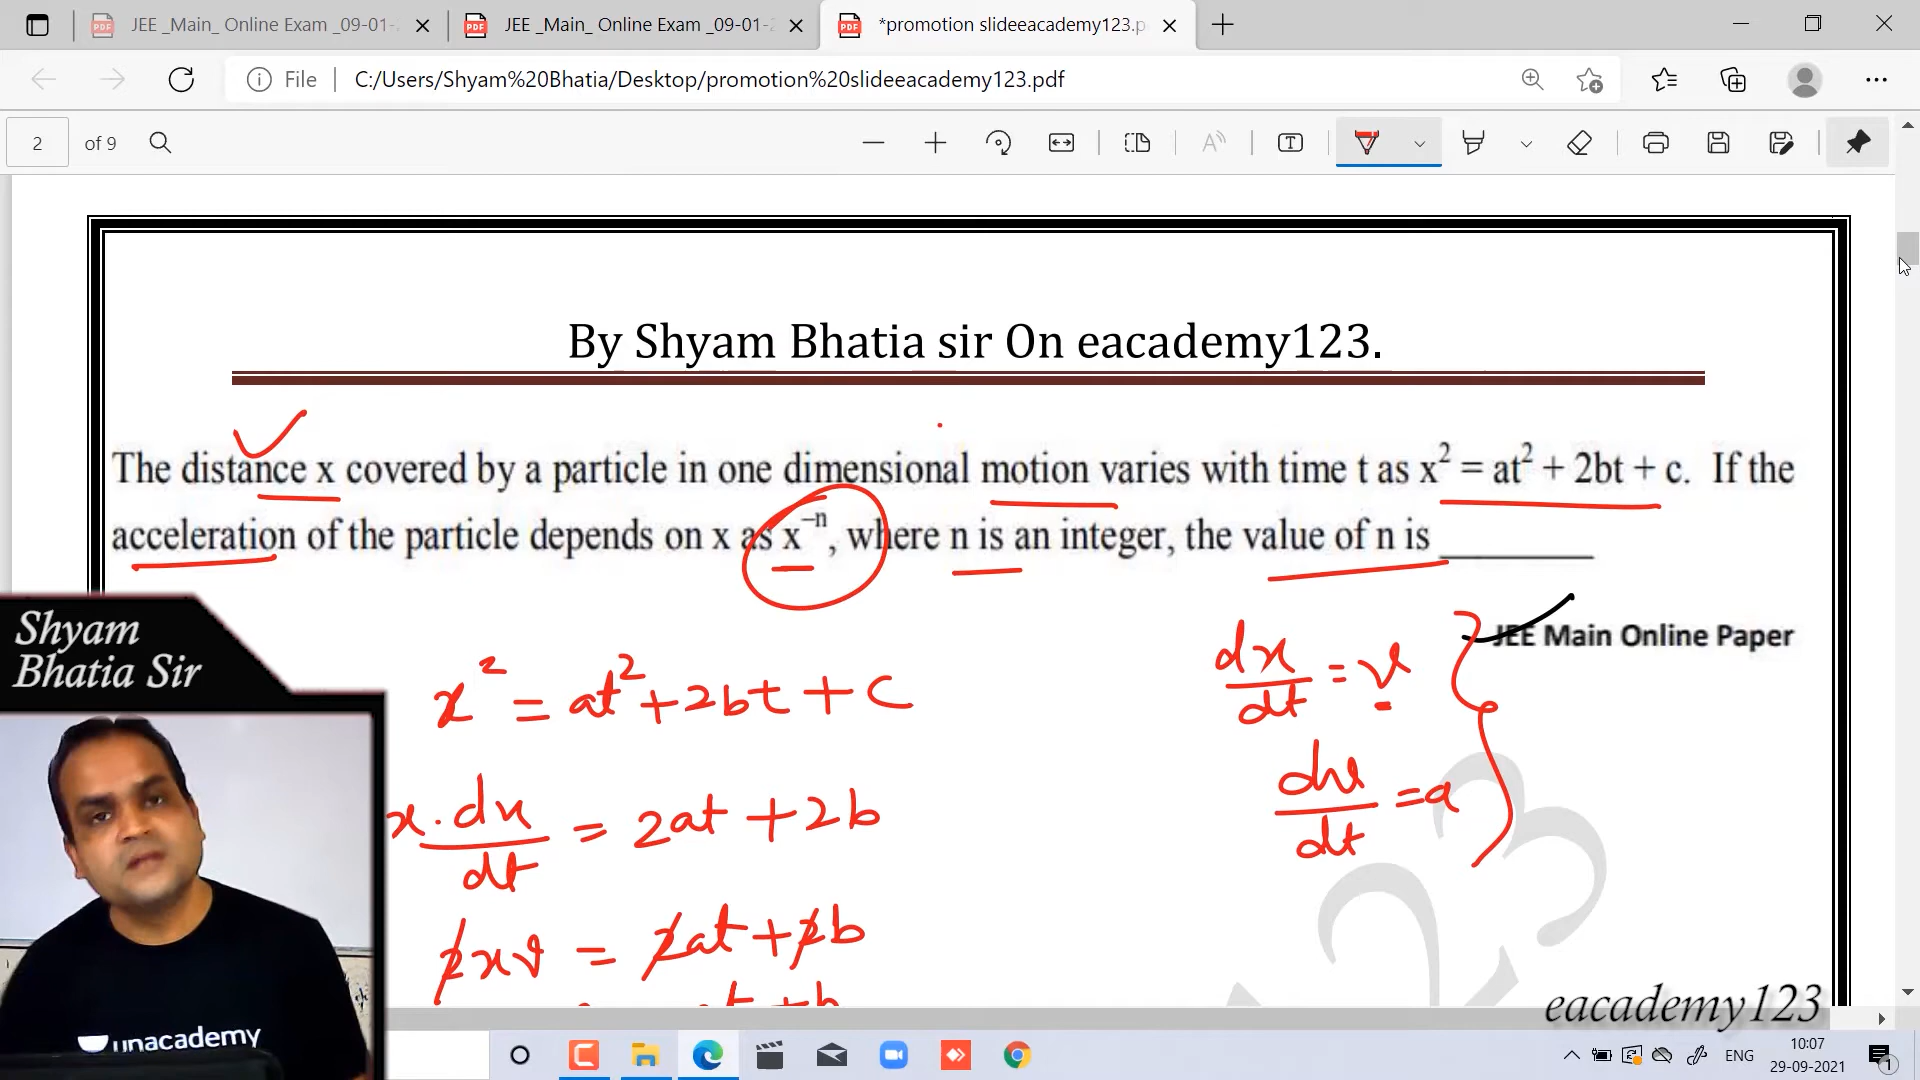 JEE _Main_ Online Exam _09-01-
JEE _Main_ Online Exam _09-01-2
*promotion slideeacademy123.p
File
C:/Users/Shyam%20Bhatia/Desktop/promotion%20slideeacademy123.pdf
2 of 9
By Shyam Bhatia sir On eacademy123.
The distance x covered by a particle in one dimensional motion varies with time t as x² = at² + 2bt + c. If the
acceleration of the particle depends on x as x⁻ⁿ, where n is an integer, the value of n is ________
JEE Main Online Paper
Shyam
Bhatia Sir
x² = at² + 2bt + c
dx/dt = v
dv/dt = a
x . dx/dt = 2at + 2b
2xv = 2at + 2b
23
unacademy
eacademy123
ENG
10:07
29-09-2021
1